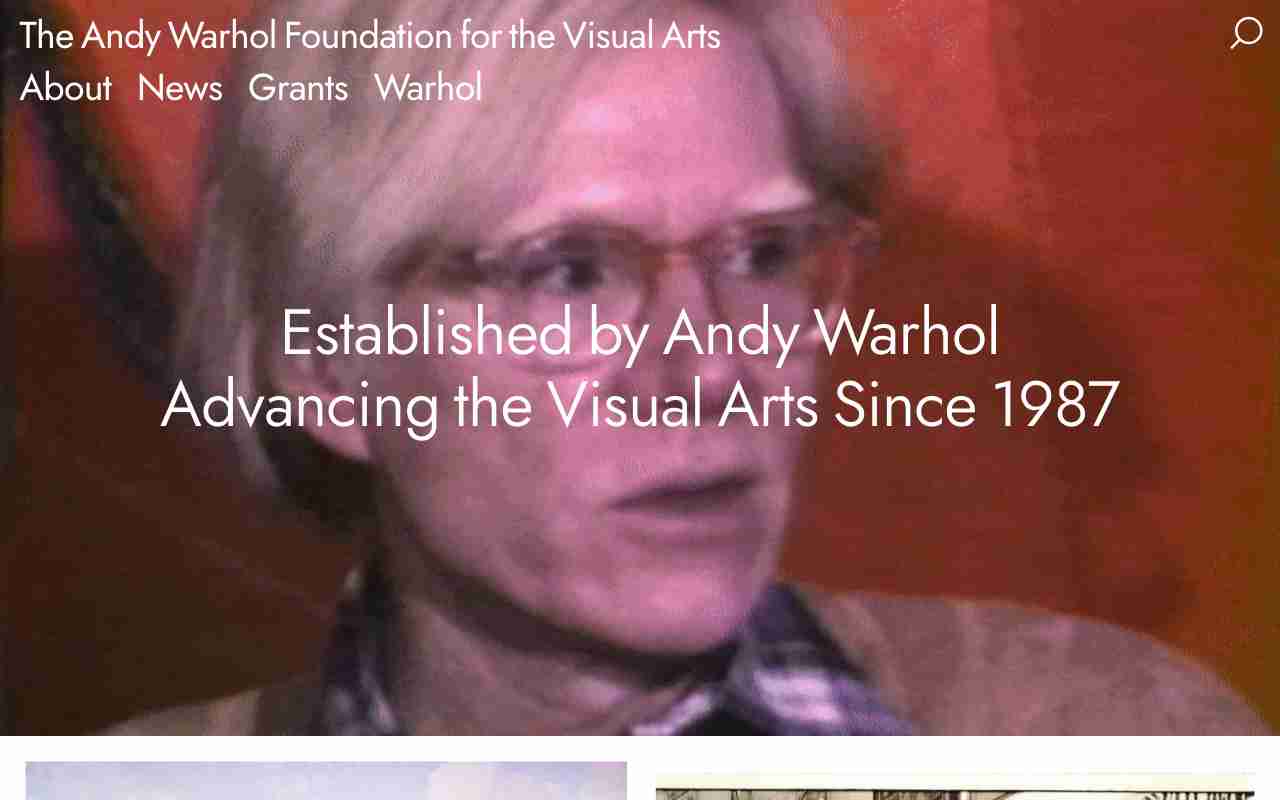 The Andy Warhol Foundation for the Visual Arts
About News Grants Warhol
Established by Andy Warhol
Advancing the Visual Arts Since 1987